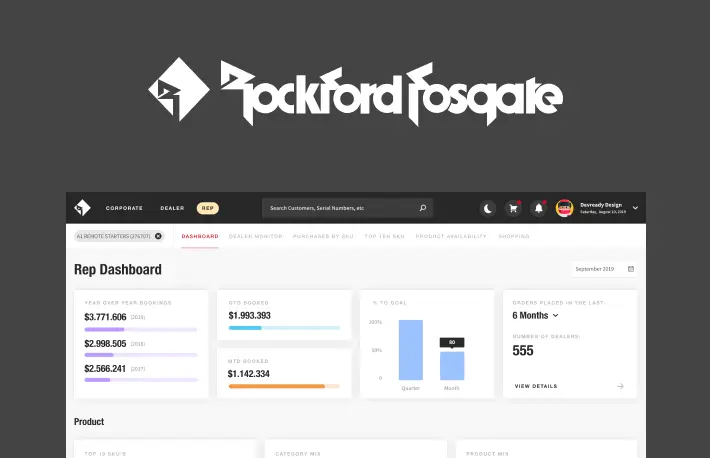 Rockford Fosgate
CORPORATE DEALER REP Search Customers, Serial Numbers, etc Devready Design
Saturday, August 10, 2019
A1 REMOTE STARTERS (276707) DASHBOARD DEALER MONITOR PURCHASES BY SKU TOP TEN SKU PRODUCT AVAILABILITY SHOPPING
Rep Dashboard
September 2019
YEAR OVER YEAR BOOKINGS
$3.771.606 (2019)
$2.998.505 (2018)
$2.566.241 (2017)
QTD BOOKED
$1.993.393
MTD BOOKED
$1.142.334
% TO GOAL
100%
50%
0
80
Quarter Month
ORDERS PLACED IN THE LAST:
6 Months
NUMBER OF DEALERS:
555
VIEW DETAILS
Product
TOP 10 SKU'S CATEGORY MIX PRODUCT MIX